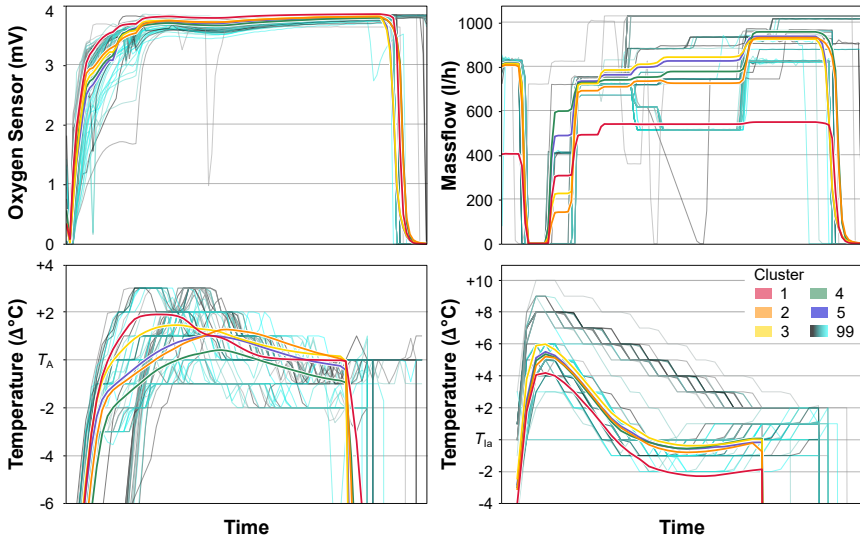 Oxygen Sensor (mV)
4
3
2
1
0
Massflow (l/h)
1000
800
600
400
200
0
Temperature (Δ°C)
+4
+2
T_A
-2
-4
-6
Time
Temperature (Δ°C)
+10
+8
+6
+4
+2
T_Ia
-2
-4
Time
Cluster
1 4
2 5
3 99